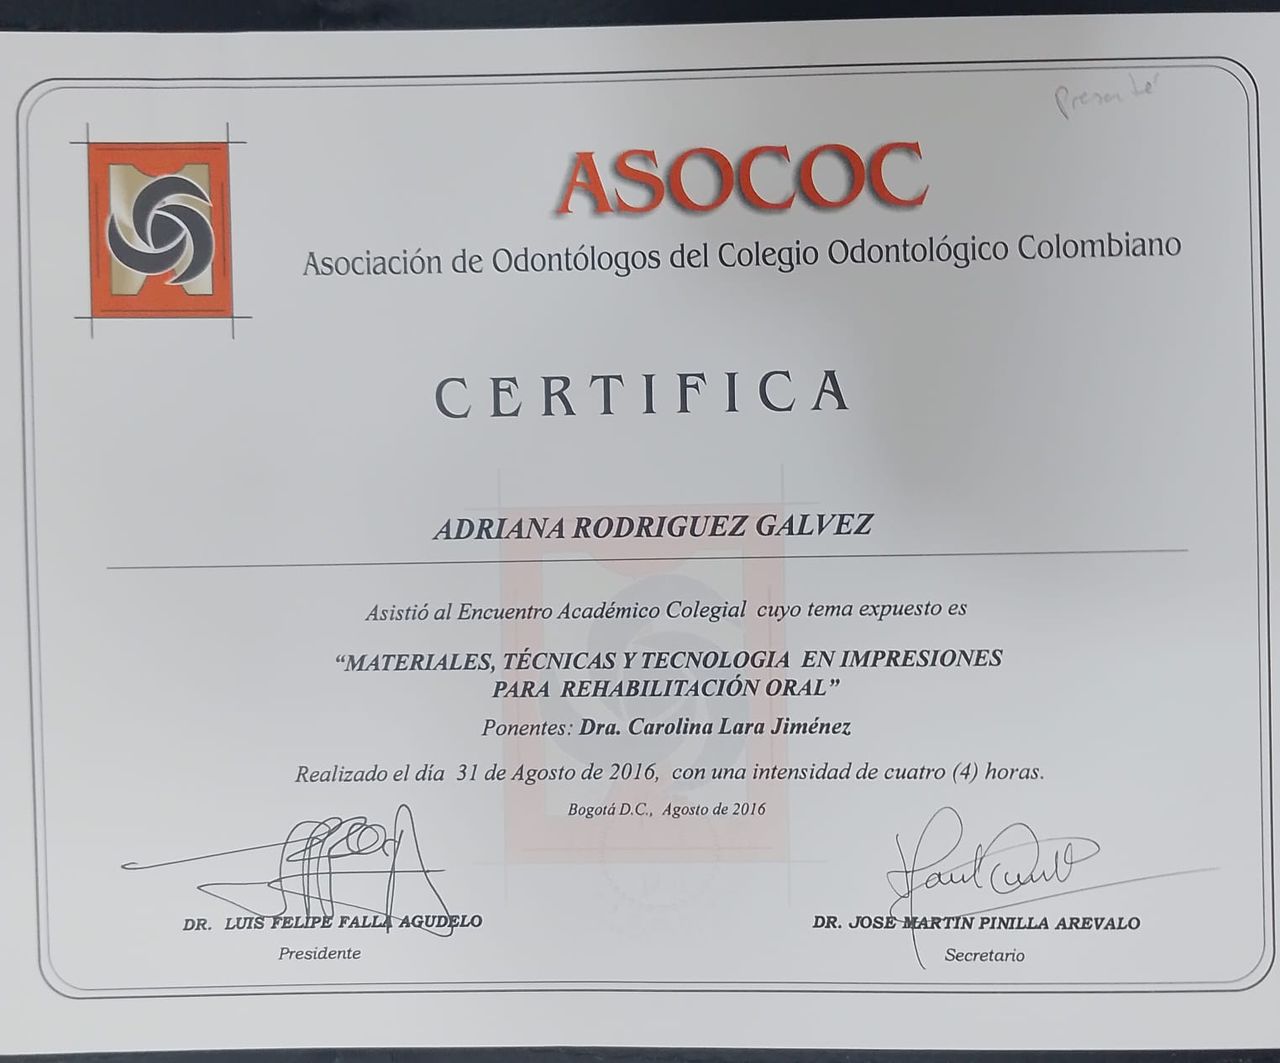 Presenté
ASOCOC
Asociación de Odontólogos del Colegio Odontológico Colombiano
CERTIFICA
ADRIANA RODRIGUEZ GALVEZ
Asistió al Encuentro Académico Colegial cuyo tema expuesto es
“MATERIALES, TÉCNICAS Y TECNOLOGIA EN IMPRESIONES
PARA REHABILITACIÓN ORAL”
Ponentes: Dra. Carolina Lara Jiménez
Realizado el día 31 de Agosto de 2016, con una intensidad de cuatro (4) horas.
Bogotá D.C., Agosto de 2016
DR. LUIS FELIPE FALLA AGUDELO
Presidente
DR. JOSE MARTIN PINILLA AREVALO
Secretario